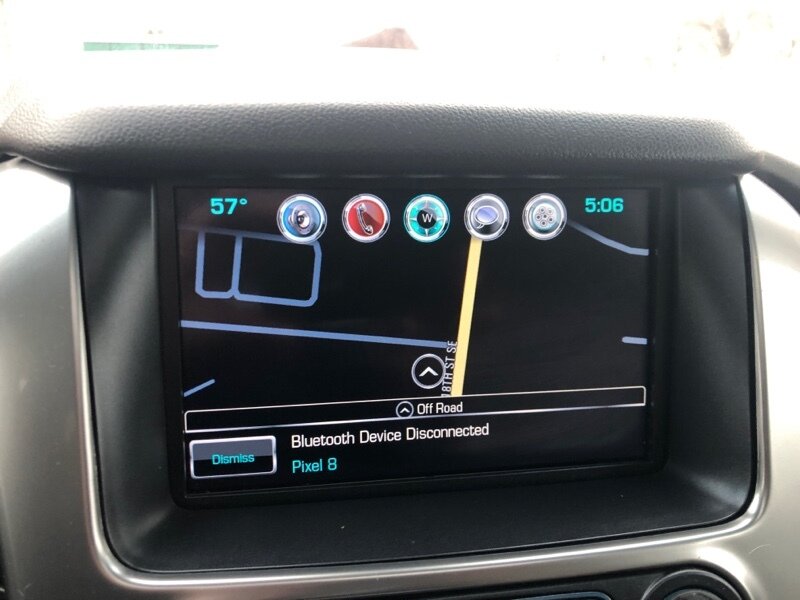 57°
W
5:06
18TH ST SE
Off Road
Bluetooth Device Disconnected
Dismiss
Pixel 8